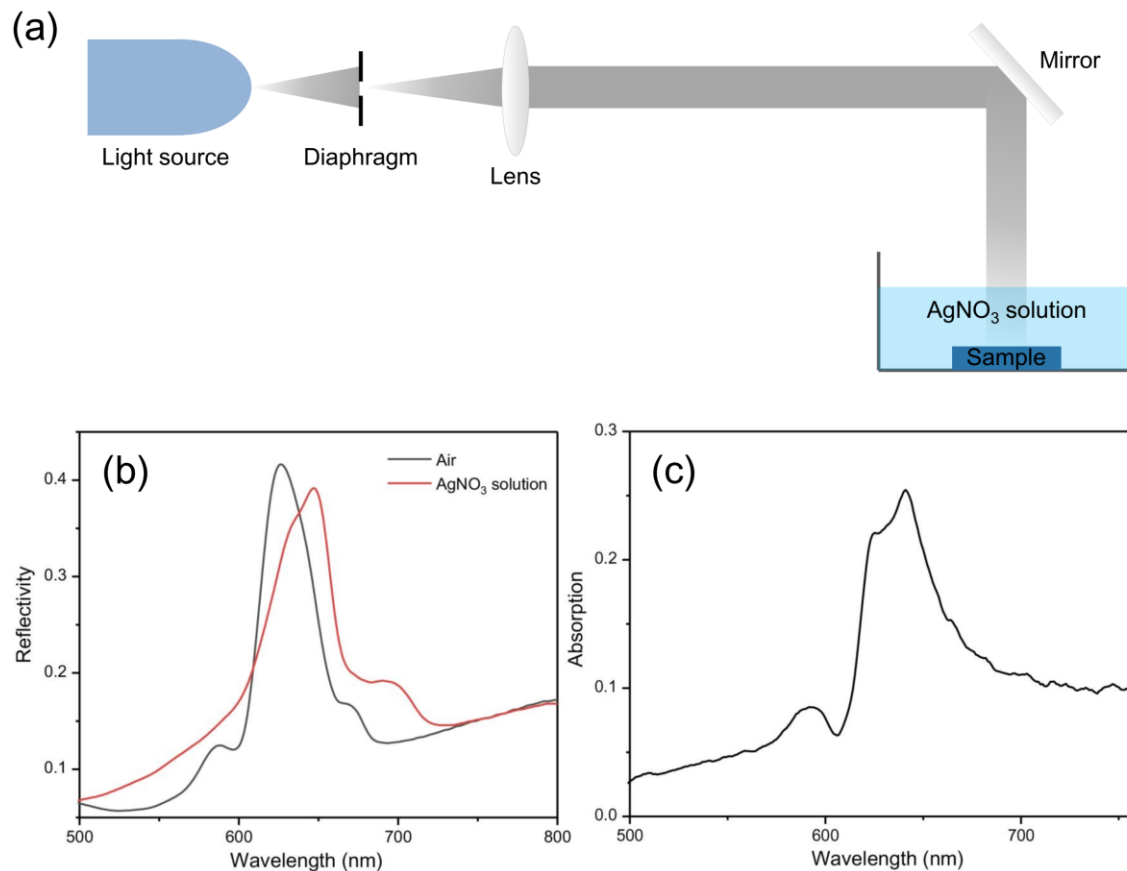 (a)
Mirror
Light source
Diaphragm
Lens
AgNO₃ solution
Sample
(b)
Air
AgNO₃ solution
0.4
0.3
0.2
0.1
Reflectivity
500
600
700
800
Wavelength (nm)
(c)
0.3
0.2
0.1
0.0
Absorption
500
600
700
Wavelength (nm)